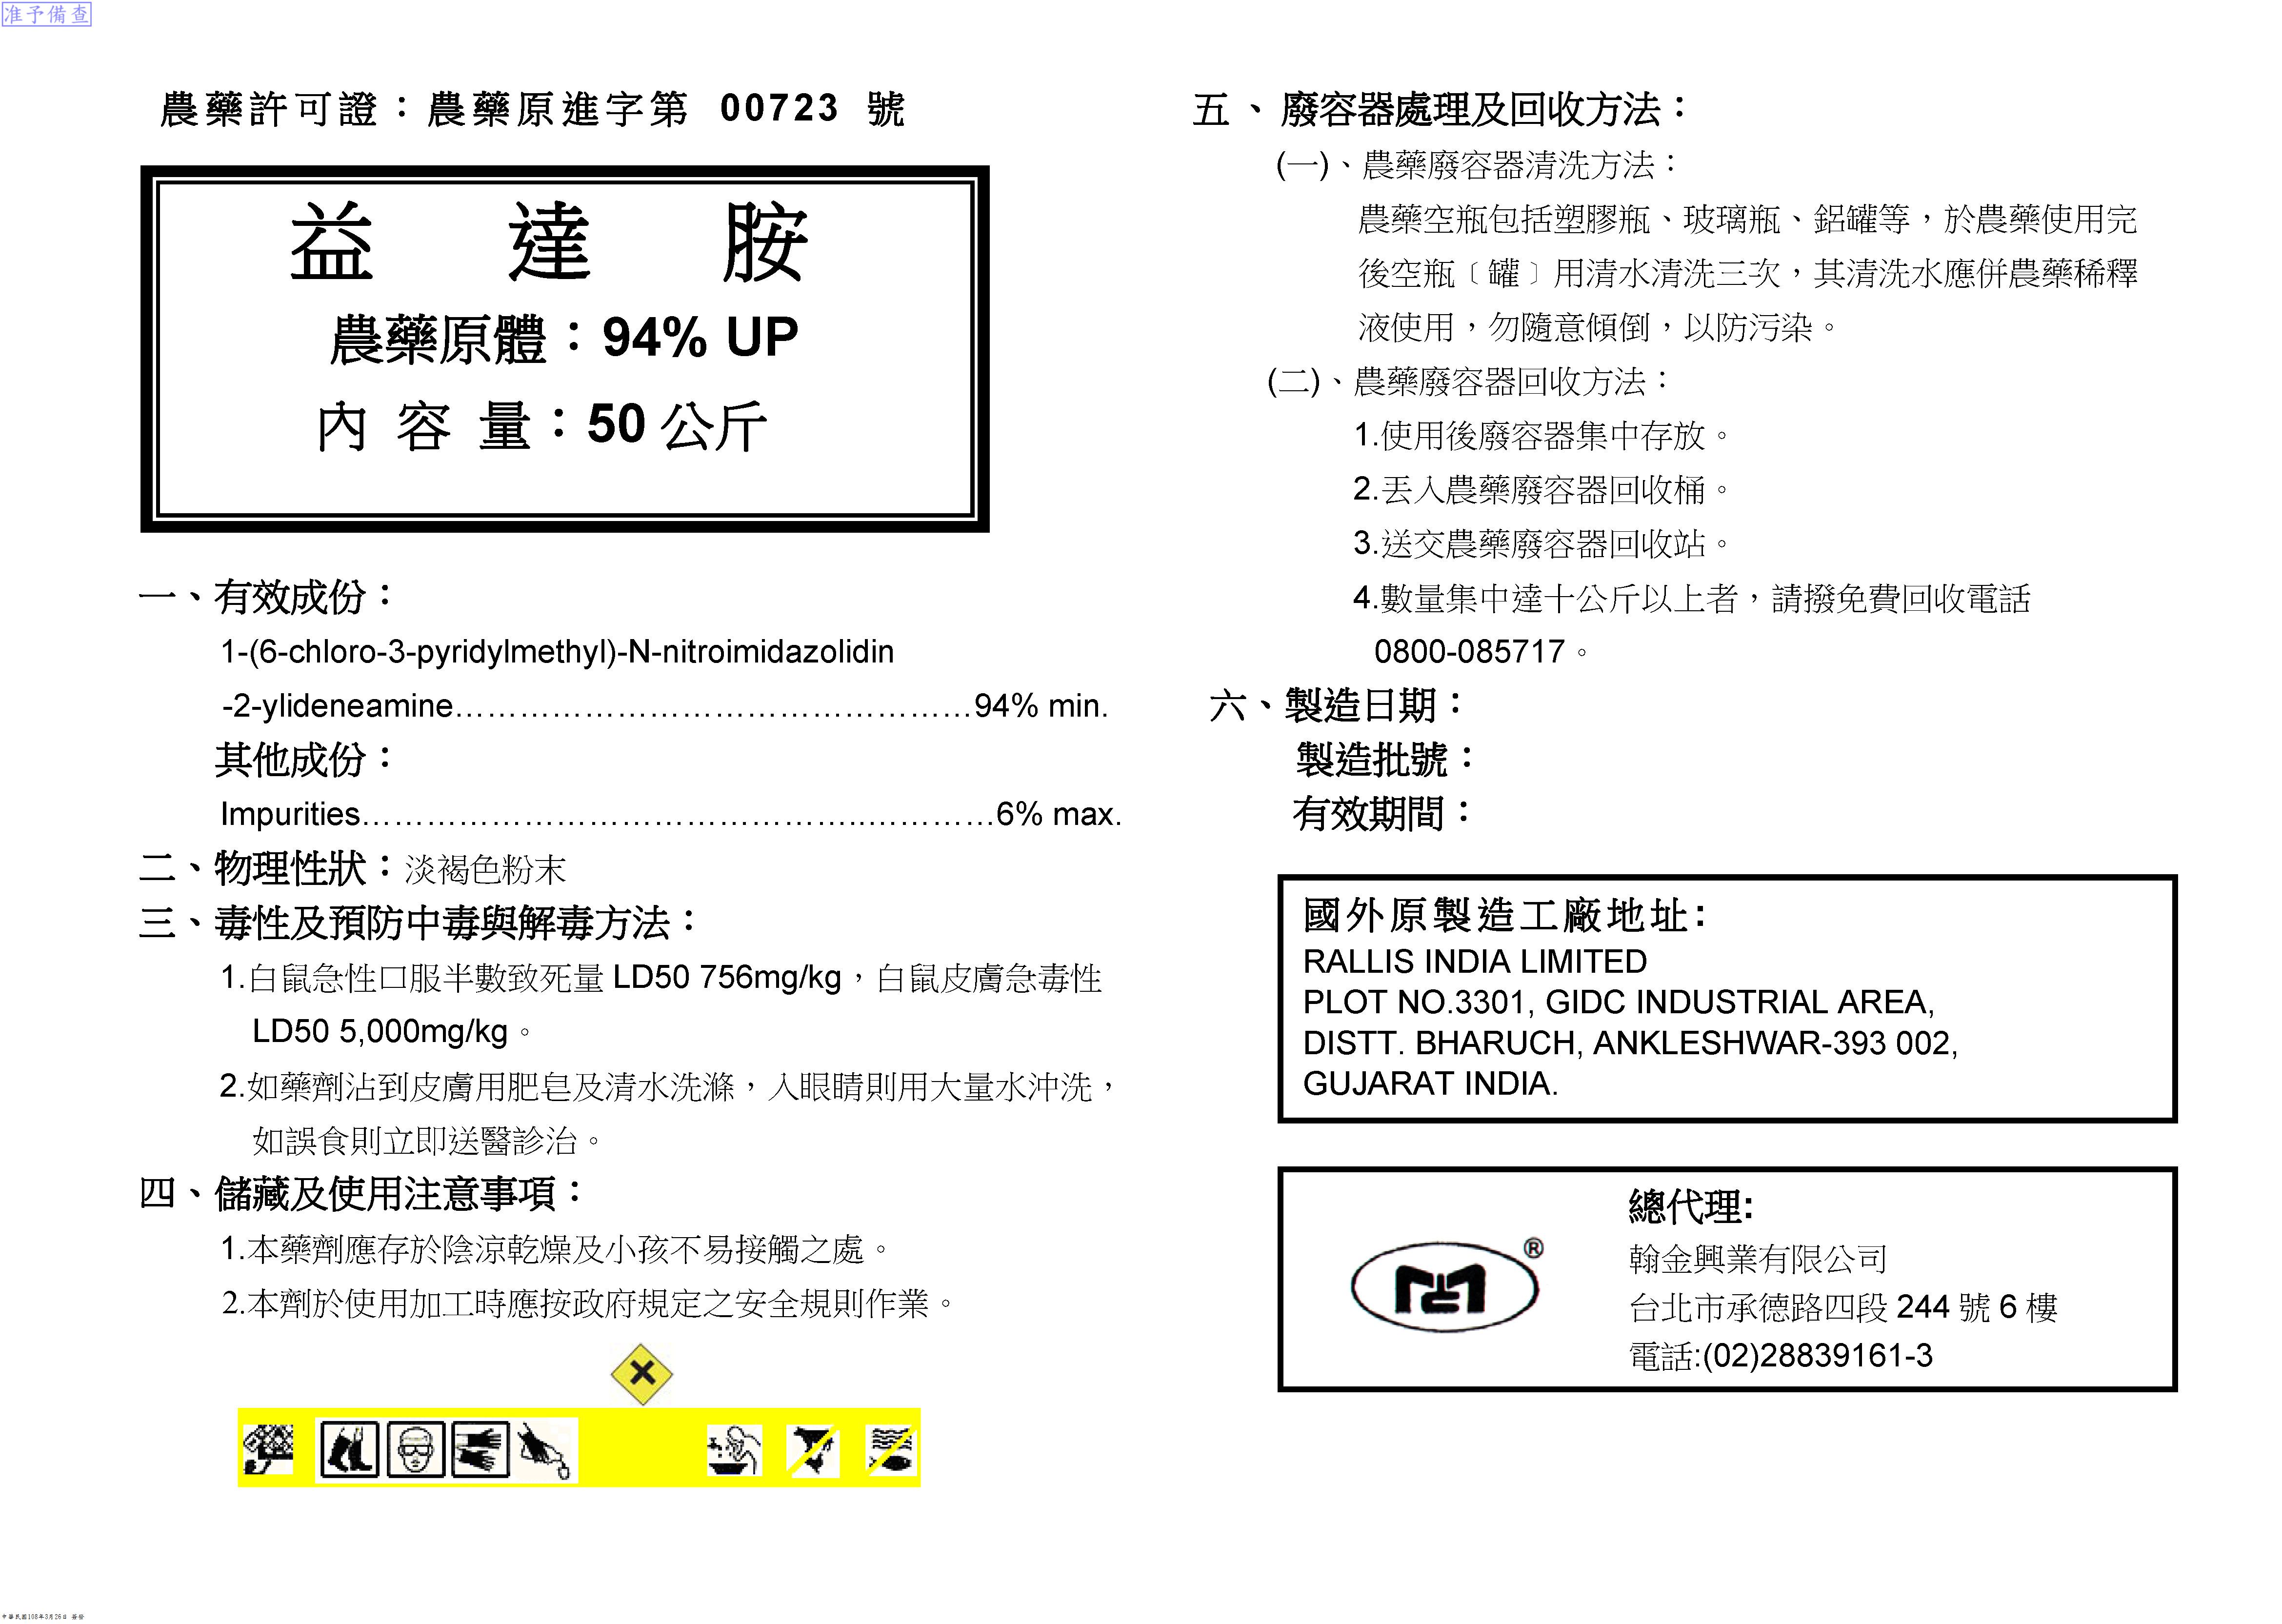 准予備查
農藥許可證：農藥原進字第 00723 號
益 達 胺
農藥原體：94% UP
內 容 量：50 公斤
一、有效成份：
1-(6-chloro-3-pyridylmethyl)-N-nitroimidazolidin
-2-ylideneamine…………………………………………94% min.
其他成份：
Impurities………………………………………..…………6% max.
二、物理性狀：淡褐色粉末
三、毒性及預防中毒與解毒方法：
1.白鼠急性口服半數致死量 LD50 756mg/kg，白鼠皮膚急毒性
LD50 5,000mg/kg。
2.如藥劑沾到皮膚用肥皂及清水洗滌，入眼睛則用大量水沖洗，
如誤食則立即送醫診治。
四、儲藏及使用注意事項：
1.本藥劑應存於陰涼乾燥及小孩不易接觸之處。
2.本劑於使用加工時應按政府規定之安全規則作業。
五、廢容器處理及回收方法：
(一)、農藥廢容器清洗方法：
農藥空瓶包括塑膠瓶、玻璃瓶、鋁罐等，於農藥使用完
後空瓶﹝罐﹞用清水清洗三次，其清洗水應併農藥稀釋
液使用，勿隨意傾倒，以防污染。
(二)、農藥廢容器回收方法：
1.使用後廢容器集中存放。
2.丟入農藥廢容器回收桶。
3.送交農藥廢容器回收站。
4.數量集中達十公斤以上者，請撥免費回收電話
0800-085717。
六、製造日期：
製造批號：
有效期間：
國外原製造工廠地址:
RALLIS INDIA LIMITED
PLOT NO.3301, GIDC INDUSTRIAL AREA,
DISTT. BHARUCH, ANKLESHWAR-393 002,
GUJARAT INDIA.
®
總代理:
翰金興業有限公司
台北市承德路四段 244 號 6 樓
電話:(02)28839161-3
中華民國108年3月26日